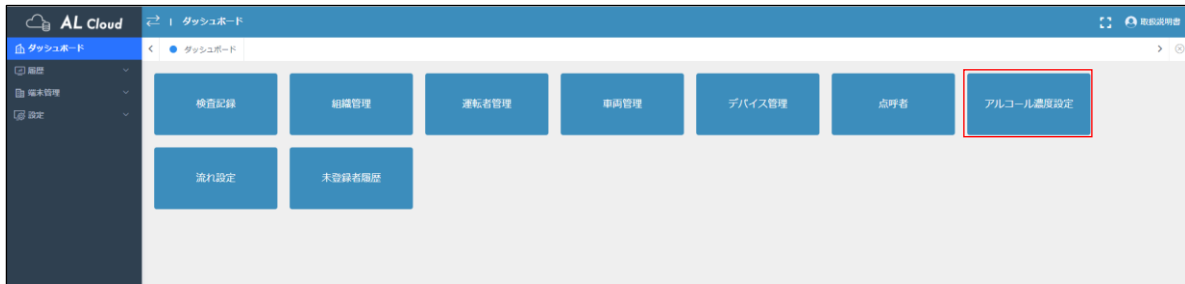 AL Cloud
ダッシュボード
取扱説明書
ダッシュボード
ダッシュボード
履歴
端末管理
設定
検査記録
組織管理
運転者管理
車両管理
デバイス管理
点呼者
アルコール濃度設定
流れ設定
未登録者履歴